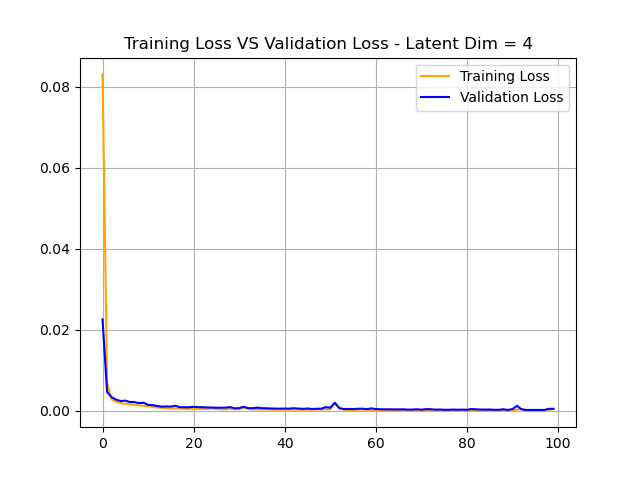 Training Loss VS Validation Loss - Latent Dim = 4
Training Loss
Validation Loss
0.08
0.06
0.04
0.02
0.00
0 20 40 60 80 100